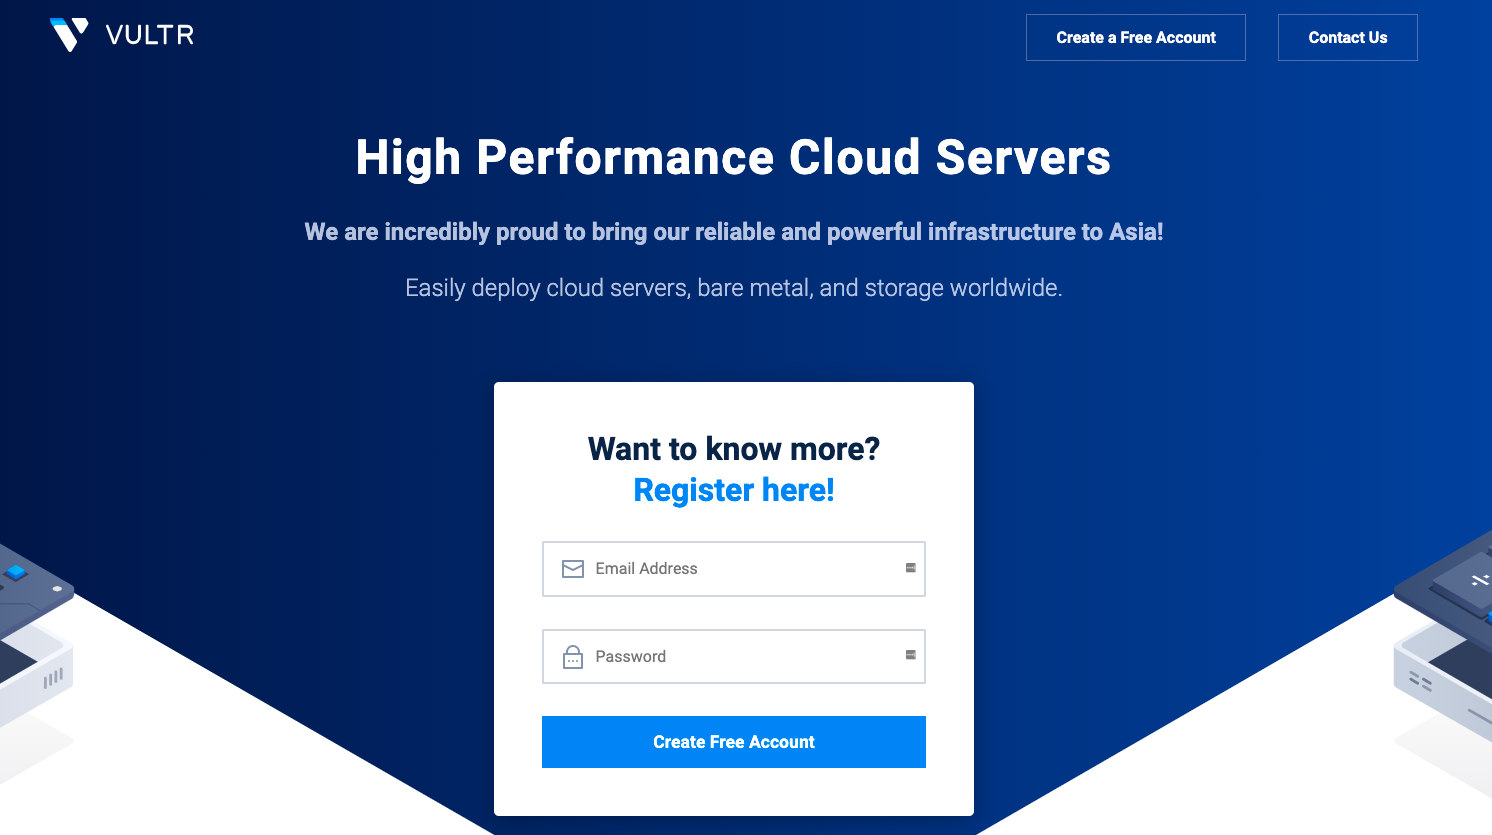 VULTR
Create a Free Account
Contact Us
High Performance Cloud Servers
We are incredibly proud to bring our reliable and powerful infrastructure to Asia!
Easily deploy cloud servers, bare metal, and storage worldwide.
Want to know more?
Register here!
Email Address
Password
Create Free Account